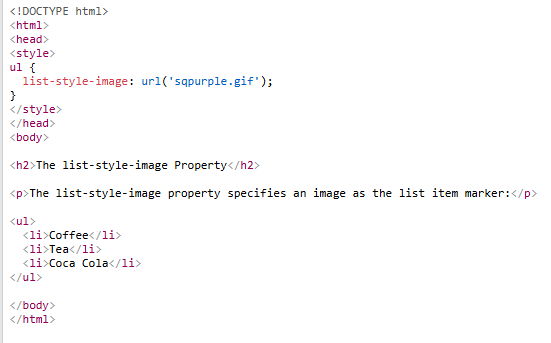 <!DOCTYPE html>
<html>
<head>
<style>
ul {
  list-style-image: url('sqpurple.gif');
}
</style>
</head>
<body>

<h2>The list-style-image Property</h2>

<p>The list-style-image property specifies an image as the list item marker:</p>

<ul>
  <li>Coffee</li>
  <li>Tea</li>
  <li>Coca Cola</li>
</ul>

</body>
</html>